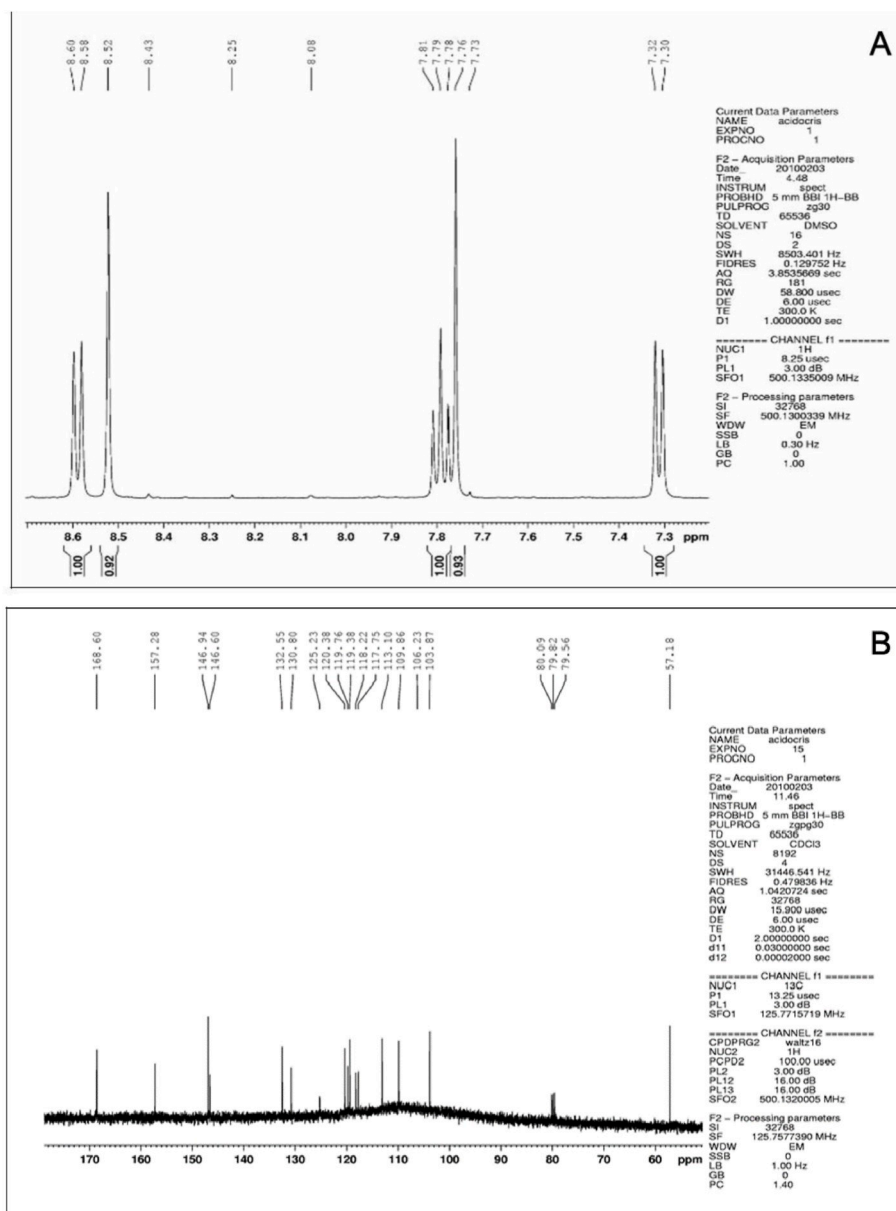 8.60
8.58
8.52
8.43
8.25
8.08
7.81
7.79
7.78
7.76
7.73
7.32
7.30
A
Current Data Parameters
NAME acidocris
EXPNO 1
PROCNO 1
F2 – Acquisition Parameters
Date_ 20100203
Time 4.48
INSTRUM spect
PROBHD 5 mm BBI 1H–BB
PULPROG zg30
TD 65536
SOLVENT DMSO
NS 16
DS 2
SWH 8503.401 Hz
FIDRES 0.129752 Hz
AQ 3.8535669 sec
RG 181
DW 58.800 usec
DE 6.00 usec
TE 300.0 K
D1 1.00000000 sec
======== CHANNEL f1 ========
NUC1 1H
P1 8.25 usec
PL1 3.00 dB
SFO1 500.1335009 MHz
F2 – Processing parameters
SI 32768
SF 500.1300339 MHz
WDW EM
SSB 0
LB 0.30 Hz
GB 0
PC 1.00
8.6 8.5 8.4 8.3 8.2 8.1 8.0 7.9 7.8 7.7 7.6 7.5 7.4 7.3 ppm
1.00 0.92 1.00 0.93 1.00
168.60
157.28
146.94
146.60
132.55
130.80
125.23
120.38
119.76
119.38
118.22
117.75
113.10
109.86
106.23
103.87
80.09
79.82
79.56
57.18
B
Current Data Parameters
NAME acidocris
EXPNO 15
PROCNO 1
F2 – Acquisition Parameters
Date_ 20100203
Time 11.46
INSTRUM spect
PROBHD 5 mm BBI 1H–BB
PULPROG zgpg30
TD 65536
SOLVENT CDCl3
NS 8192
DS 4
SWH 31446.541 Hz
FIDRES 0.479836 Hz
AQ 1.0420724 sec
RG 32768
DW 15.900 usec
DE 6.00 usec
TE 300.0 K
D1 2.00000000 sec
d11 0.03000000 sec
d12 0.00002000 sec
======== CHANNEL f1 ========
NUC1 13C
P1 13.25 usec
PL1 3.00 dB
SFO1 125.7715719 MHz
======== CHANNEL f2 ========
CPDPRG2 waltz16
NUC2 1H
PCPD2 100.00 usec
PL2 3.00 dB
PL12 16.00 dB
PL13 16.00 dB
SFO2 500.1320005 MHz
F2 – Processing parameters
SI 32768
SF 125.7577390 MHz
WDW EM
SSB 0
LB 1.00 Hz
GB 0
PC 1.40
170 160 150 140 130 120 110 100 90 80 70 60 ppm